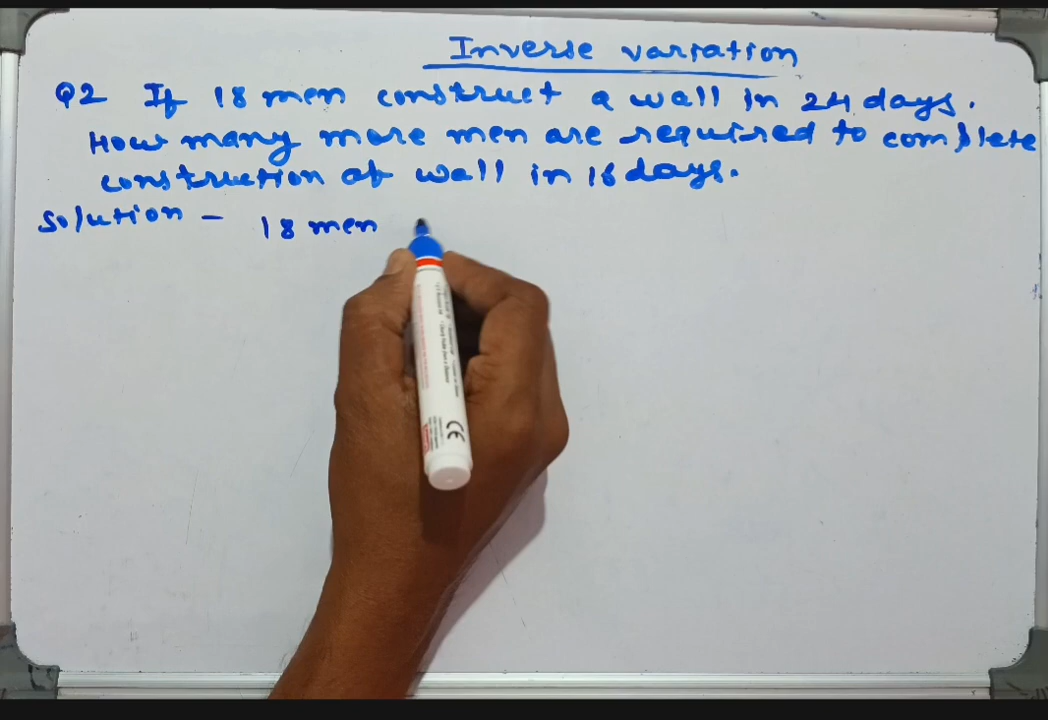 Inverse variation
Q2 If 18 men construct a wall in 24 days.
How many more men are required to complete
construction of wall in 16 days.
Solution - 18 men
CE